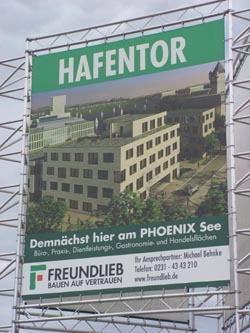 HAFENTOR
Demnächst hier am PHOENIX See
Büro-, Praxis-, Dienstleistungs-, Gastronomie- und Handelsflächen
FREUNDLIEB
BAUEN AUF VERTRAUEN
Ihr Ansprechpartner: Michael Behnke
Telefon: 0231 - 43 43 210
www.freundlieb.de